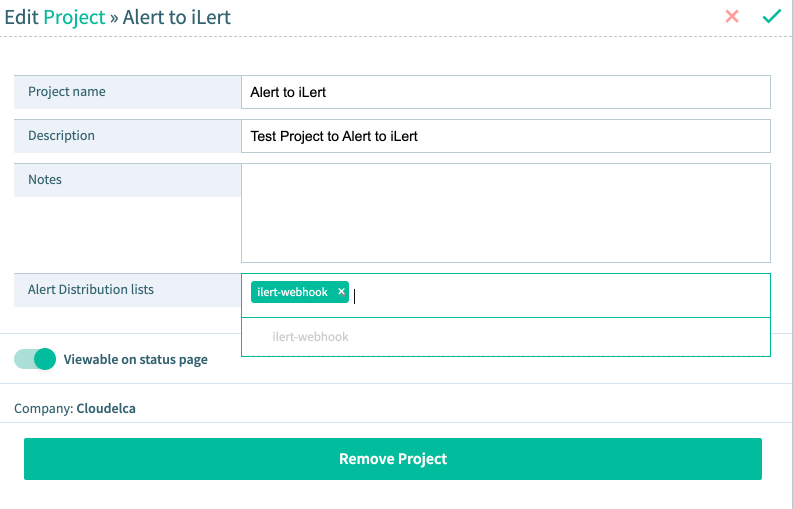 Edit Project » Alert to iLert
Project name
Alert to iLert
Description
Test Project to Alert to iLert
Notes
Alert Distribution lists
ilert-webhook ×
ilert-webhook
Viewable on status page
Company: Cloudelca
Remove Project